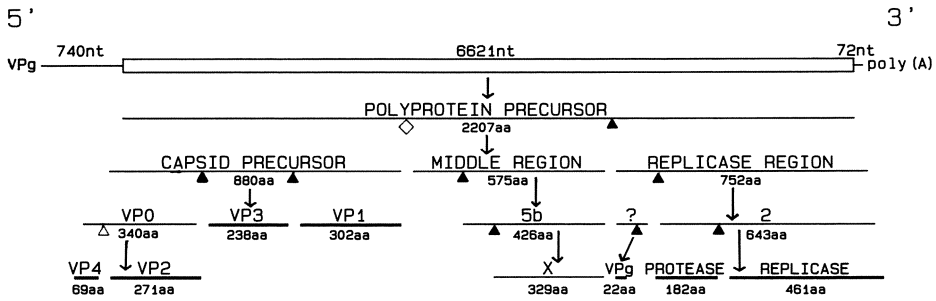 5' 3'
740nt 6621nt 72nt
VPg poly (A)
POLYPROTEIN PRECURSOR
2207aa
CAPSID PRECURSOR MIDDLE REGION REPLICASE REGION
880aa 575aa 752aa
VP0 VP3 VP1 5b ? 2
340aa 238aa 302aa 426aa 643aa
VP4 VP2 X VPg PROTEASE REPLICASE
69aa 271aa 329aa 22aa 182aa 461aa